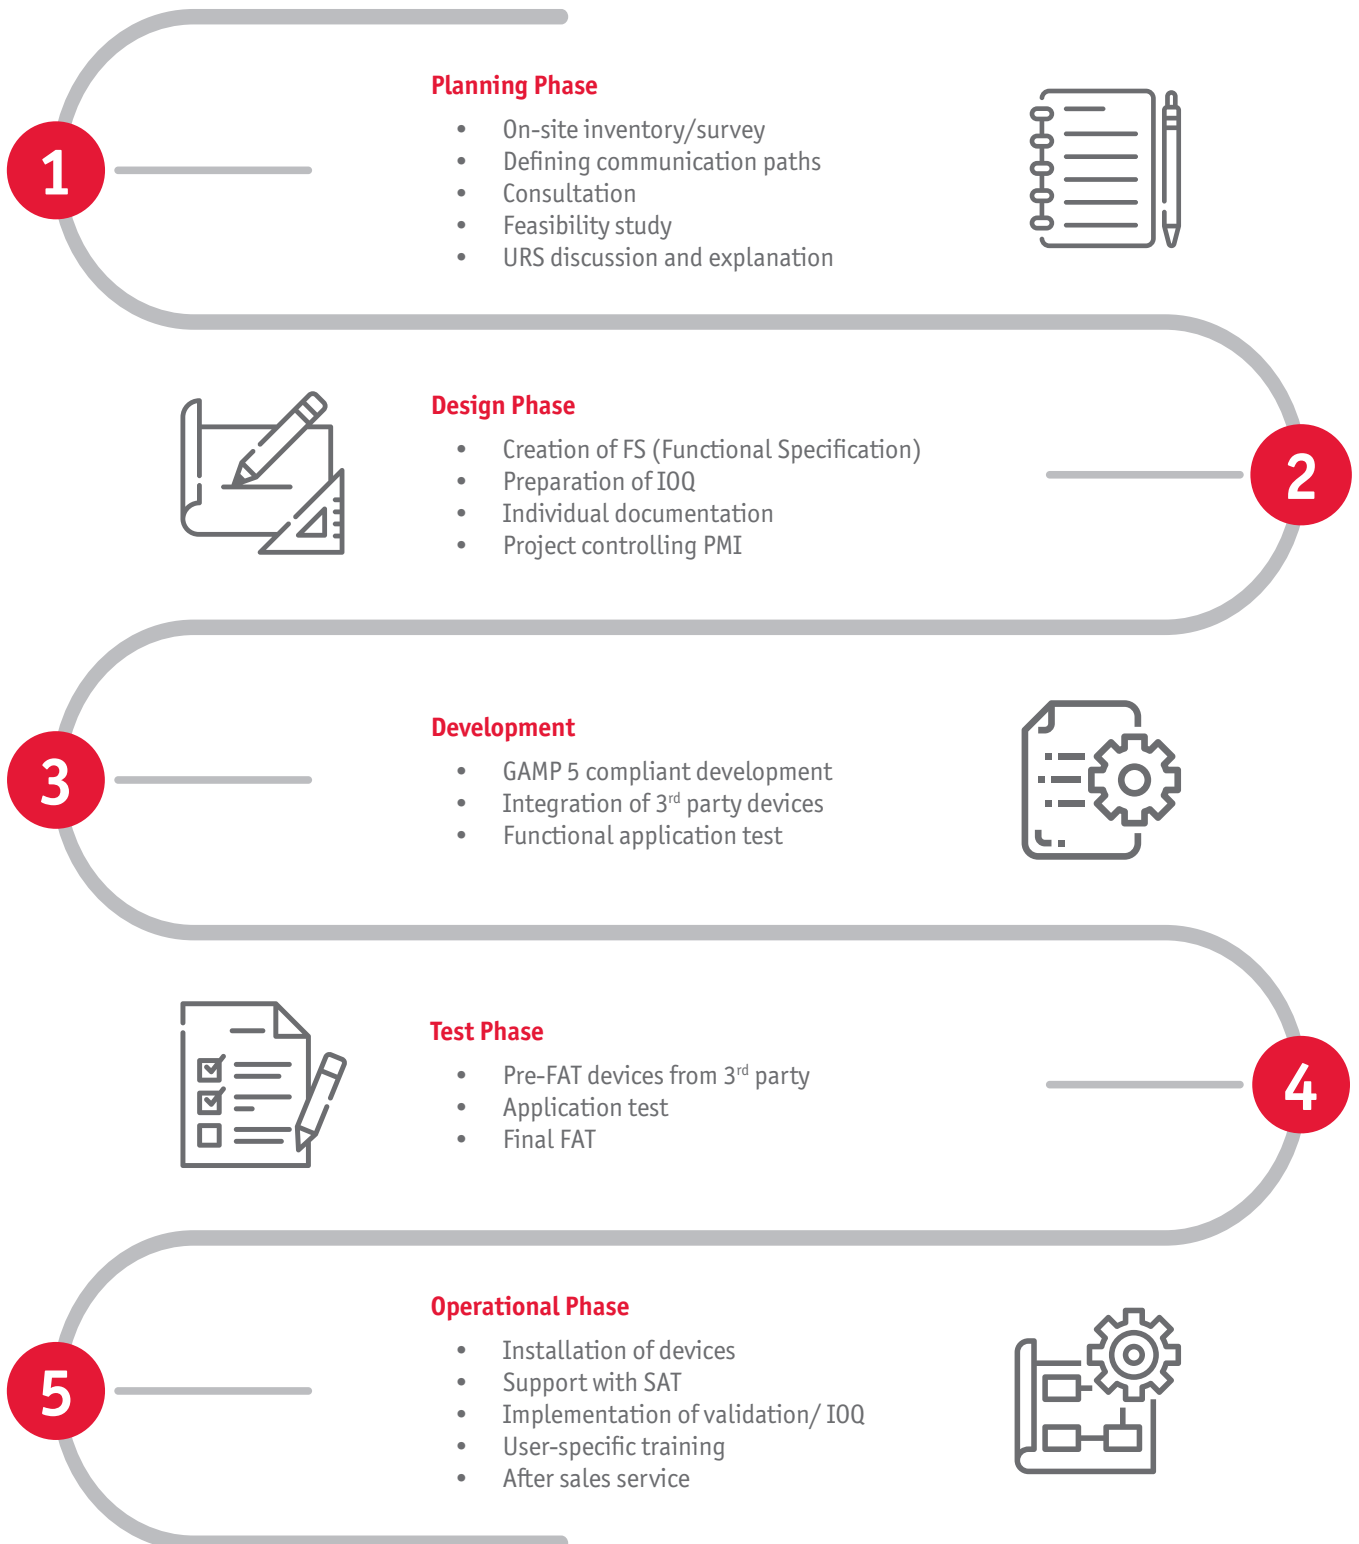 1
Planning Phase
• On-site inventory/survey
• Defining communication paths
• Consultation
• Feasibility study
• URS discussion and explanation
2
Design Phase
• Creation of FS (Functional Specification)
• Preparation of IOQ
• Individual documentation
• Project controlling PMI
3
Development
• GAMP 5 compliant development
• Integration of 3rd party devices
• Functional application test
4
Test Phase
• Pre-FAT devices from 3rd party
• Application test
• Final FAT
5
Operational Phase
• Installation of devices
• Support with SAT
• Implementation of validation/ IOQ
• User-specific training
• After sales service